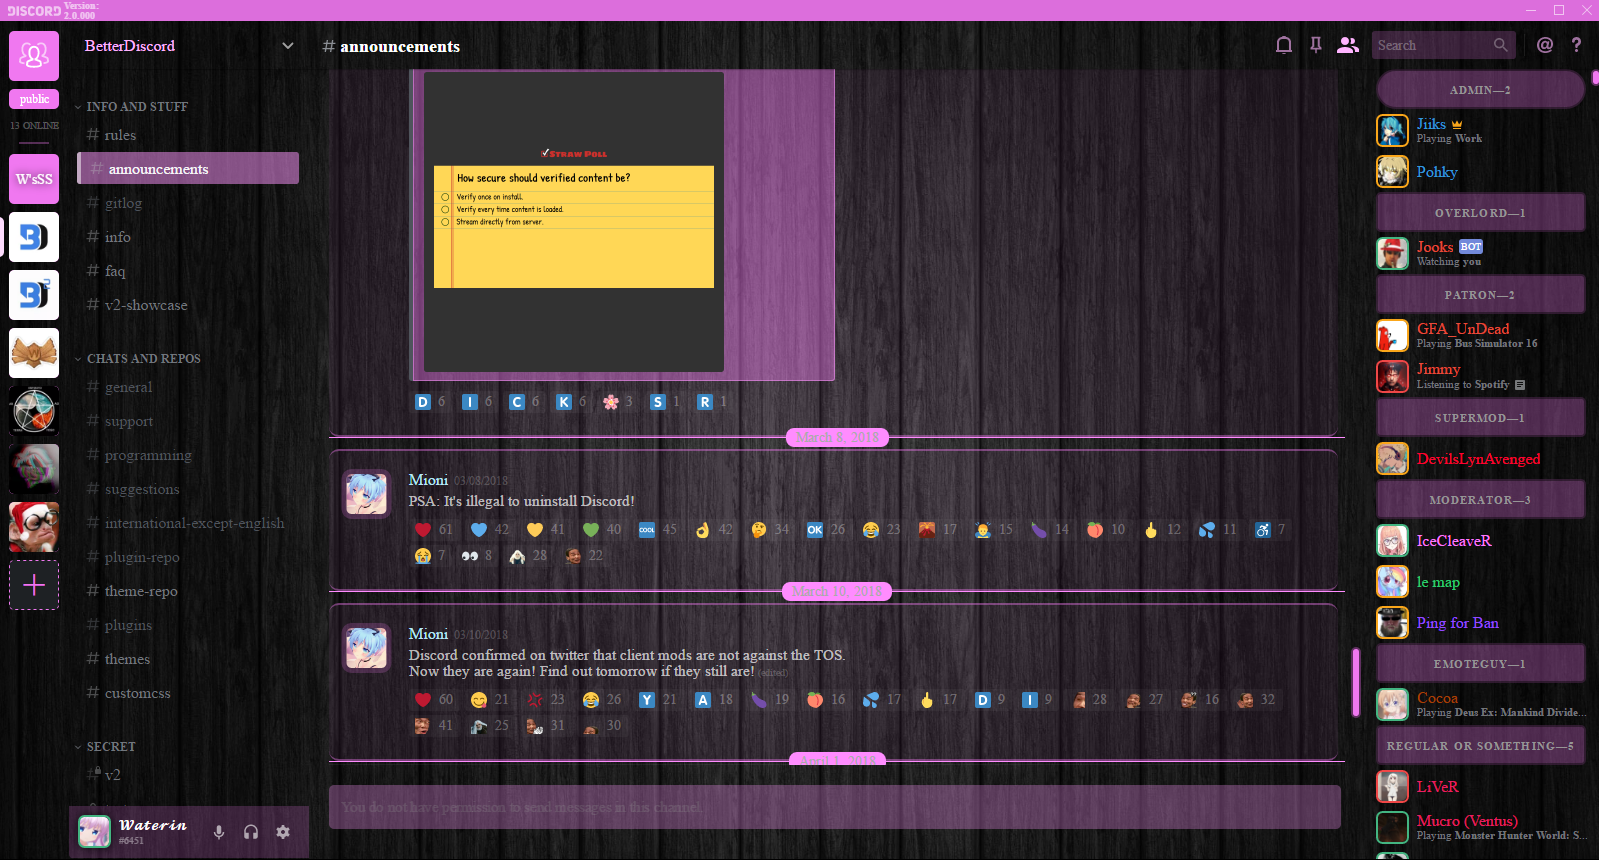 DISCORD Version: 2.0.000
public
13 ONLINE
W'sSS
BetterDiscord
INFO AND STUFF
# rules
# announcements
# gitlog
# info
# faq
# v2-showcase
CHATS AND REPOS
# general
# support
# programming
# suggestions
# international-except-english
# plugin-repo
# theme-repo
# plugins
# themes
# customcss
SECRET
# v2
Waterin
#6451
# announcements
Search
@ ?
STRAW POLL
How secure should verified content be?
Verify once on install.
Verify every time content is loaded.
Stream directly from server.
D 6 I 6 C 6 K 6 🌸 3 S 1 R 1
March 8, 2018
Mioni 03/08/2018
PSA: It's illegal to uninstall Discord!
61 42 41 40 COOL 45 42 34 OK 26 23 17 15 14 10 12 11 7
7 8 28 22
March 10, 2018
Mioni 03/10/2018
Discord confirmed on twitter that client mods are not against the TOS.
Now they are again! Find out tomorrow if they still are! (edited)
60 21 23 26 Y 21 A 18 19 16 17 17 D 9 I 9 28 27 16 32
41 25 31 30
April 1, 2018
You do not have permission to send messages in this channel.
ADMIN—2
Jiiks
Playing Work
Pohky
OVERLORD—1
Jooks BOT
Watching you
PATRON—2
GFA_UnDead
Playing Bus Simulator 16
Jimmy
Listening to Spotify
SUPERMOD—1
DevilsLynAvenged
MODERATOR—3
IceCleaveR
le map
Ping for Ban
EMOTEGUY—1
Cocoa
Playing Deus Ex: Mankind Divide...
REGULAR OR SOMETHING—5
LiVeR
Mucro (Ventus)
Playing Monster Hunter World: S...